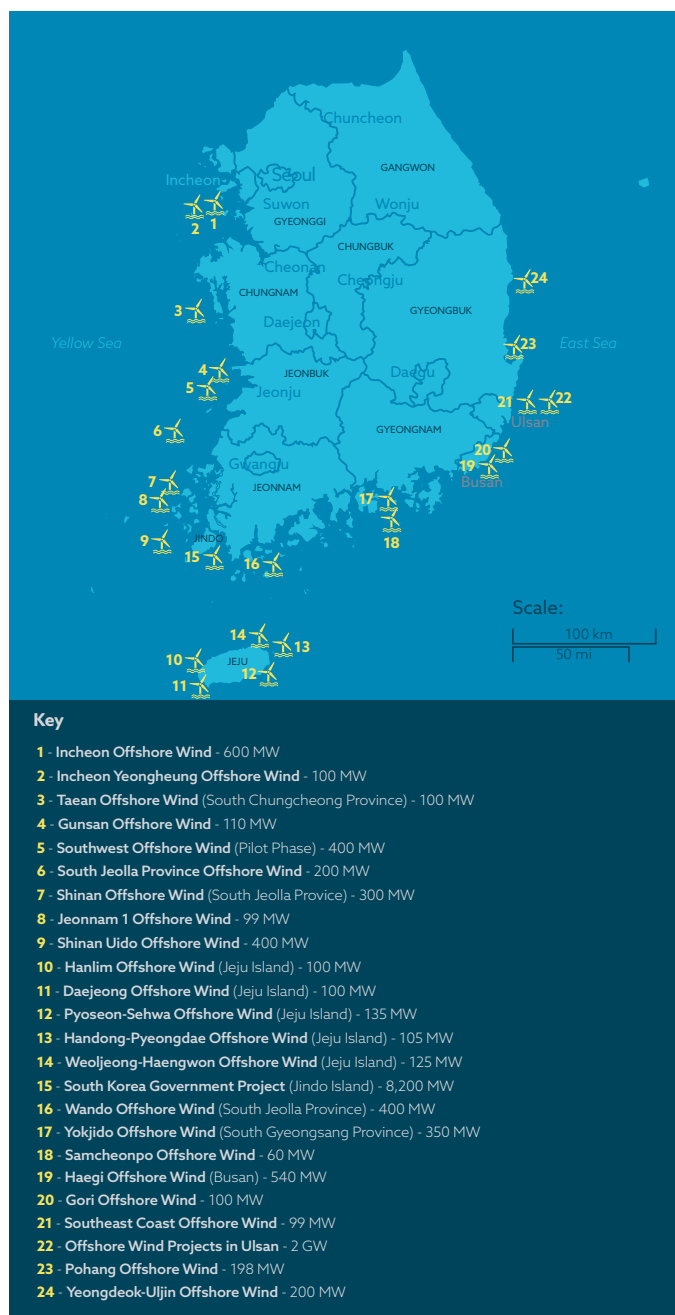 Chuncheon
GANGWON
Incheon
Seoul
Suwon
Wonju
GYEONGGI
2
1
CHUNGBUK
Cheonan
Cheongju
24
CHUNGNAM
GYEONGBUK
3
Daejeon
Yellow Sea
23
East Sea
4
JEONBUK
Daegu
5
Jeonju
21
22
Ulsan
6
GYEONGNAM
20
Gwangju
19
7
JEONNAM
Busan
8
17
9
JINDO
18
15
16
Scale:
14
13
100 km
10
JEJU
50 mi
12
11
Key
1 - Incheon Offshore Wind - 600 MW
2 - Incheon Yeongheung Offshore Wind - 100 MW
3 - Taean Offshore Wind (South Chungcheong Province) - 100 MW
4 - Gunsan Offshore Wind - 110 MW
5 - Southwest Offshore Wind (Pilot Phase) - 400 MW
6 - South Jeolla Province Offshore Wind - 200 MW
7 - Shinan Offshore Wind (South Jeolla Provice) - 300 MW
8 - Jeonnam 1 Offshore Wind - 99 MW
9 - Shinan Uido Offshore Wind - 400 MW
10 - Hanlim Offshore Wind (Jeju Island) - 100 MW
11 - Daejeong Offshore Wind (Jeju Island) - 100 MW
12 - Pyoseon-Sehwa Offshore Wind (Jeju Island) - 135 MW
13 - Handong-Pyeongdae Offshore Wind (Jeju Island) - 105 MW
14 - Weoljeong-Haengwon Offshore Wind (Jeju Island) - 125 MW
15 - South Korea Government Project (Jindo Island) - 8,200 MW
16 - Wando Offshore Wind (South Jeolla Province) - 400 MW
17 - Yokjido Offshore Wind (South Gyeongsang Province) - 350 MW
18 - Samcheonpo Offshore Wind - 60 MW
19 - Haegi Offshore Wind (Busan) - 540 MW
20 - Gori Offshore Wind - 100 MW
21 - Southeast Coast Offshore Wind - 99 MW
22 - Offshore Wind Projects in Ulsan - 2 GW
23 - Pohang Offshore Wind - 198 MW
24 - Yeongdeok-Uljin Offshore Wind - 200 MW